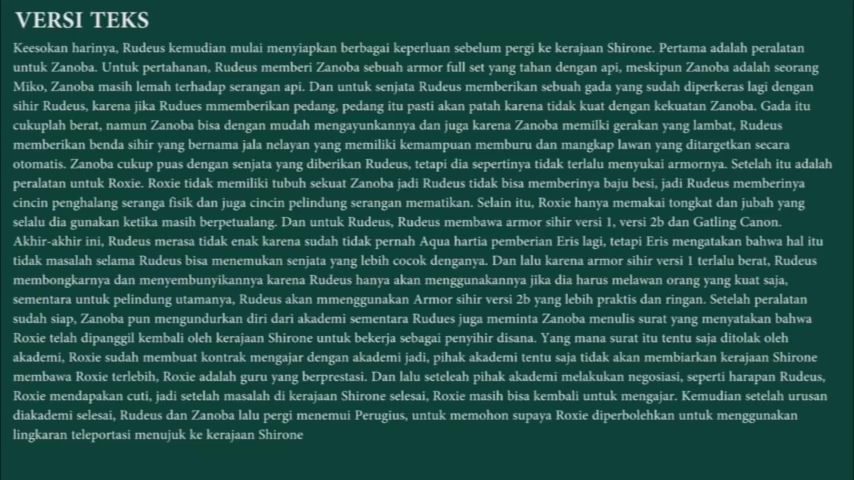 VERSI TEKS
Keesokan harinya, Rudeus kemudian mulai menyiapkan berbagai keperluan sebelum pergi ke kerajaan Shirone. Pertama adalah peralatan
untuk Zanoba. Untuk pertahanan, Rudeus memberi Zanoba sebuah armor full set yang tahan dengan api, meskipun Zanoba adalah seorang
Miko, Zanoba masih lemah terhadap serangan api. Dan untuk senjata Rudeus memberikan sebuah gada yang sudah diperkeras lagi dengan
sihir Rudeus, karena jika Rudues mmemberikan pedang, pedang itu pasti akan patah karena tidak kuat dengan kekuatan Zanoba. Gada itu
cukuplah berat, namun Zanoba bisa dengan mudah mengayunkannya dan juga karena Zanoba memilki gerakan yang lambat, Rudeus
memberikan benda sihir yang bernama jala nelayan yang memiliki kemampuan memburu dan mangkap lawan yang ditargetkan secara
otomatis. Zanoba cukup puas dengan senjata yang diberikan Rudeus, tetapi dia sepertinya tidak terlalu menyukai armornya. Setelah itu adalah
peralatan untuk Roxie. Roxie tidak memiliki tubuh sekuat Zanoba jadi Rudeus tidak bisa memberinya baju besi, jadi Rudeus memberinya
cincin penghalang seranga fisik dan juga cincin pelindung serangan mematikan. Selain itu, Roxie hanya memakai tongkat dan jubah yang
selalu dia gunakan ketika masih berpetualang. Dan untuk Rudeus, Rudeus membawa armor sihir versi 1, versi 2b dan Gatling Canon.
Akhir-akhir ini, Rudeus merasa tidak enak karena sudah tidak pernah Aqua hartia pemberian Eris lagi, tetapi Eris mengatakan bahwa hal itu
tidak masalah selama Rudeus bisa menemukan senjata yang lebih cocok denganya. Dan lalu karena armor sihir versi 1 terlalu berat, Rudeus
membongkarnya dan menyembunyikannya karena Rudeus hanya akan menggunakannya jika dia harus melawan orang yang kuat saja,
sementara untuk pelindung utamanya, Rudeus akan mmenggunakan Armor sihir versi 2b yang lebih praktis dan ringan. Setelah peralatan
sudah siap, Zanoba pun mengundurkan diri dari akademi sementara Rudues juga meminta Zanoba menulis surat yang menyatakan bahwa
Roxie telah dipanggil kembali oleh kerajaan Shirone untuk bekerja sebagai penyihir disana. Yang mana surat itu tentu saja ditolak oleh
akademi, Roxie sudah membuat kontrak mengajar dengan akademi jadi, pihak akademi tentu saja tidak akan membiarkan kerajaan Shirone
membawa Roxie terlebih, Roxie adalah guru yang berprestasi. Dan lalu seteleah pihak akademi melakukan negosiasi, seperti harapan Rudeus,
Roxie mendapakan cuti, jadi setelah masalah di kerajaan Shirone selesai, Roxie masih bisa kembali untuk mengajar. Kemudian setelah urusan
diakademi selesai, Rudeus dan Zanoba lalu pergi menemui Perugius, untuk memohon supaya Roxie diperbolehkan untuk menggunakan
lingkaran teleportasi menujuk ke kerajaan Shirone